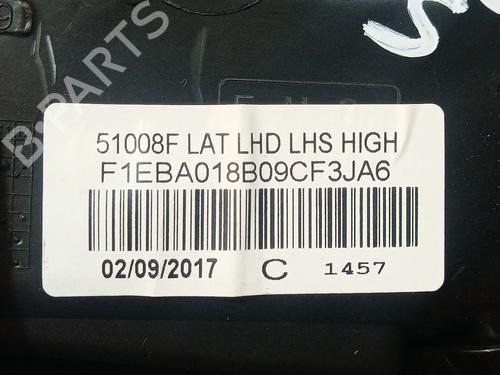 B-PARTS
51008F LAT LHD LHS HIGH
F1EBA018B09CF3JA6
02/09/2017 C 1457